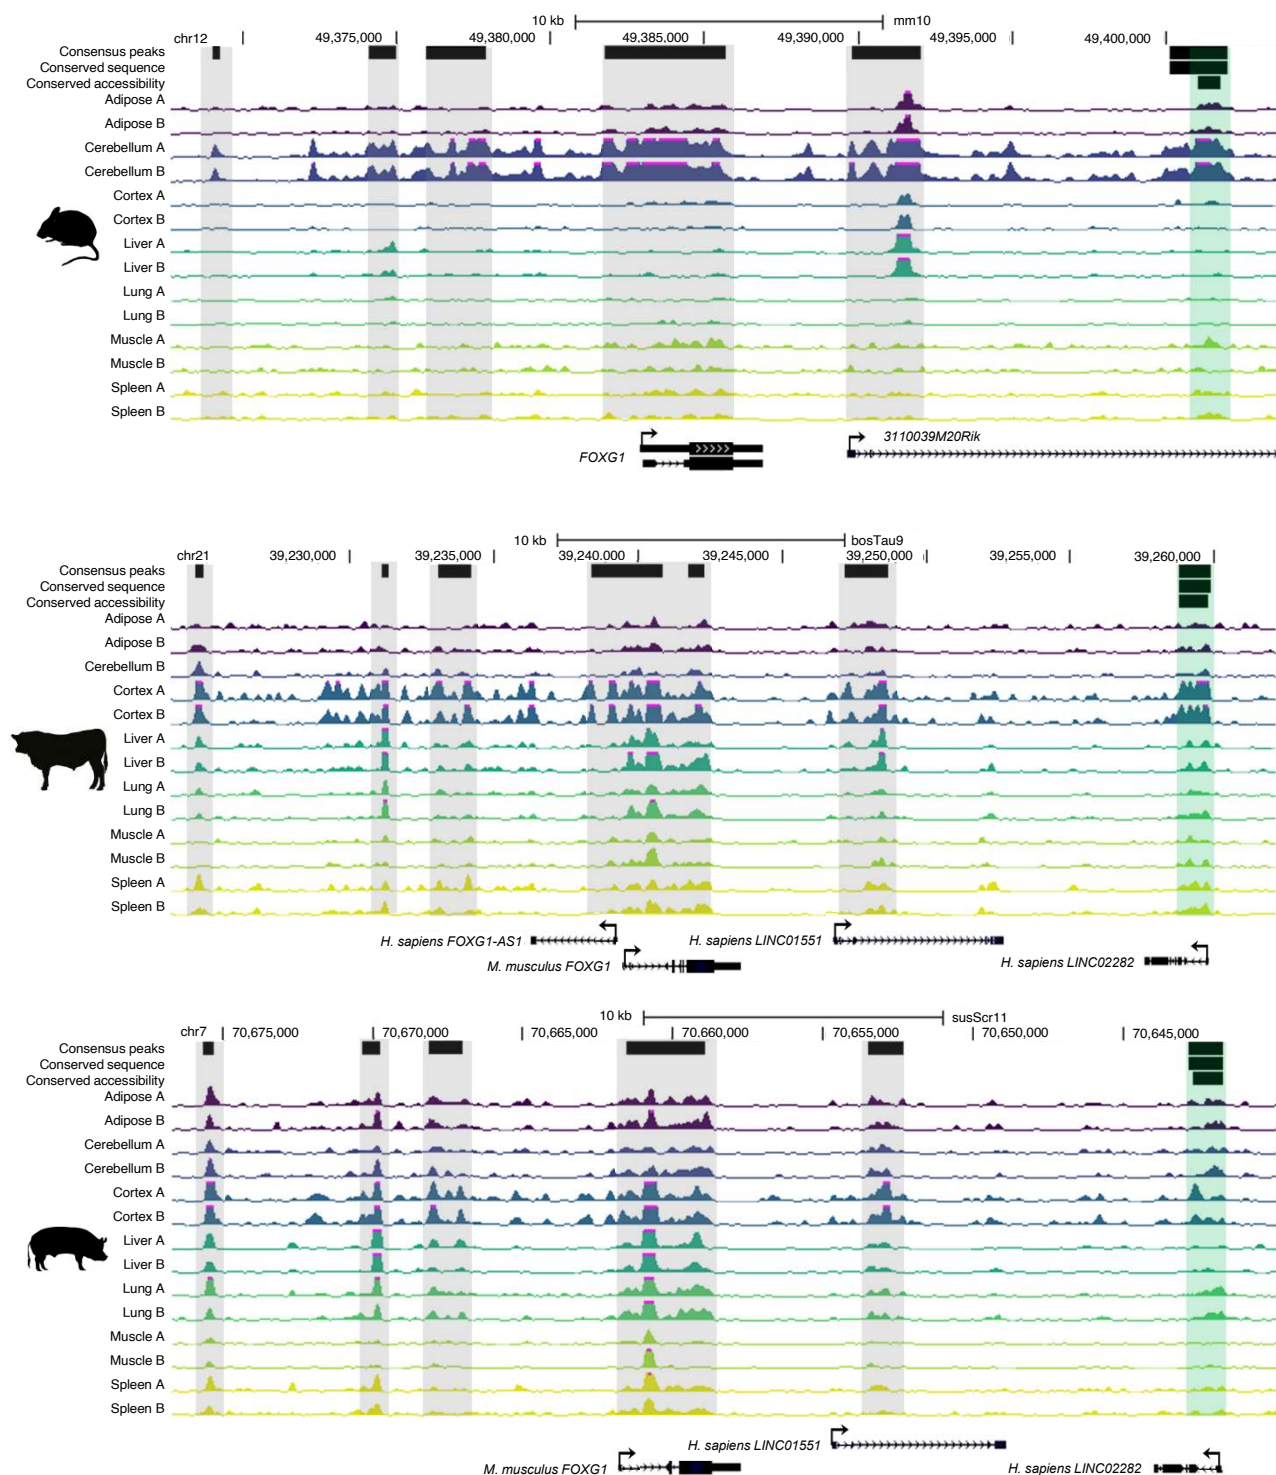 10 kb mm10
chr12 49,375,000 49,380,000 49,385,000 49,390,000 49,395,000 49,400,000
Consensus peaks
Conserved sequence
Conserved accessibility
Adipose A
Adipose B
Cerebellum A
Cerebellum B
Cortex A
Cortex B
Liver A
Liver B
Lung A
Lung B
Muscle A
Muscle B
Spleen A
Spleen B
3110039M20Rik
FOXG1
10 kb bosTau9
chr21 39,230,000 39,235,000 39,240,000 39,245,000 39,250,000 39,255,000 39,260,000
Consensus peaks
Conserved sequence
Conserved accessibility
Adipose A
Adipose B
Cerebellum B
Cortex A
Cortex B
Liver A
Liver B
Lung A
Lung B
Muscle A
Muscle B
Spleen A
Spleen B
H. sapiens FOXG1-AS1 H. sapiens LINC01551
M. musculus FOXG1 H. sapiens LINC02282
10 kb susScr11
chr7 70,675,000 70,670,000 70,665,000 70,660,000 70,655,000 70,650,000 70,645,000
Consensus peaks
Conserved sequence
Conserved accessibility
Adipose A
Adipose B
Cerebellum A
Cerebellum B
Cortex A
Cortex B
Liver A
Liver B
Lung A
Lung B
Muscle A
Muscle B
Spleen A
Spleen B
H. sapiens LINC01551
M. musculus FOXG1 H. sapiens LINC02282